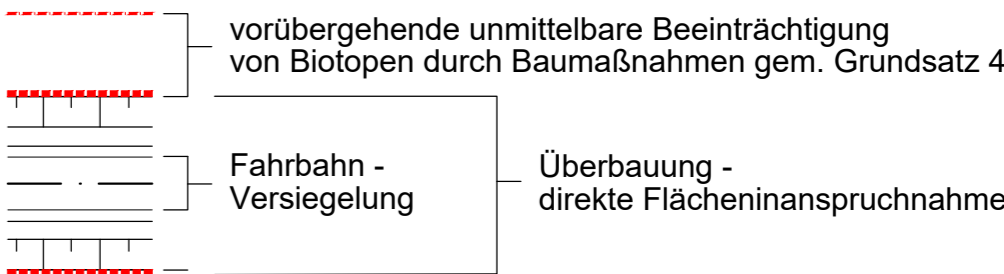 vorübergehende unmittelbare Beeinträchtigung
von Biotopen durch Baumaßnahmen gem. Grundsatz 4
Fahrbahn -
Versiegelung
Überbauung -
direkte Flächeninanspruchnahme